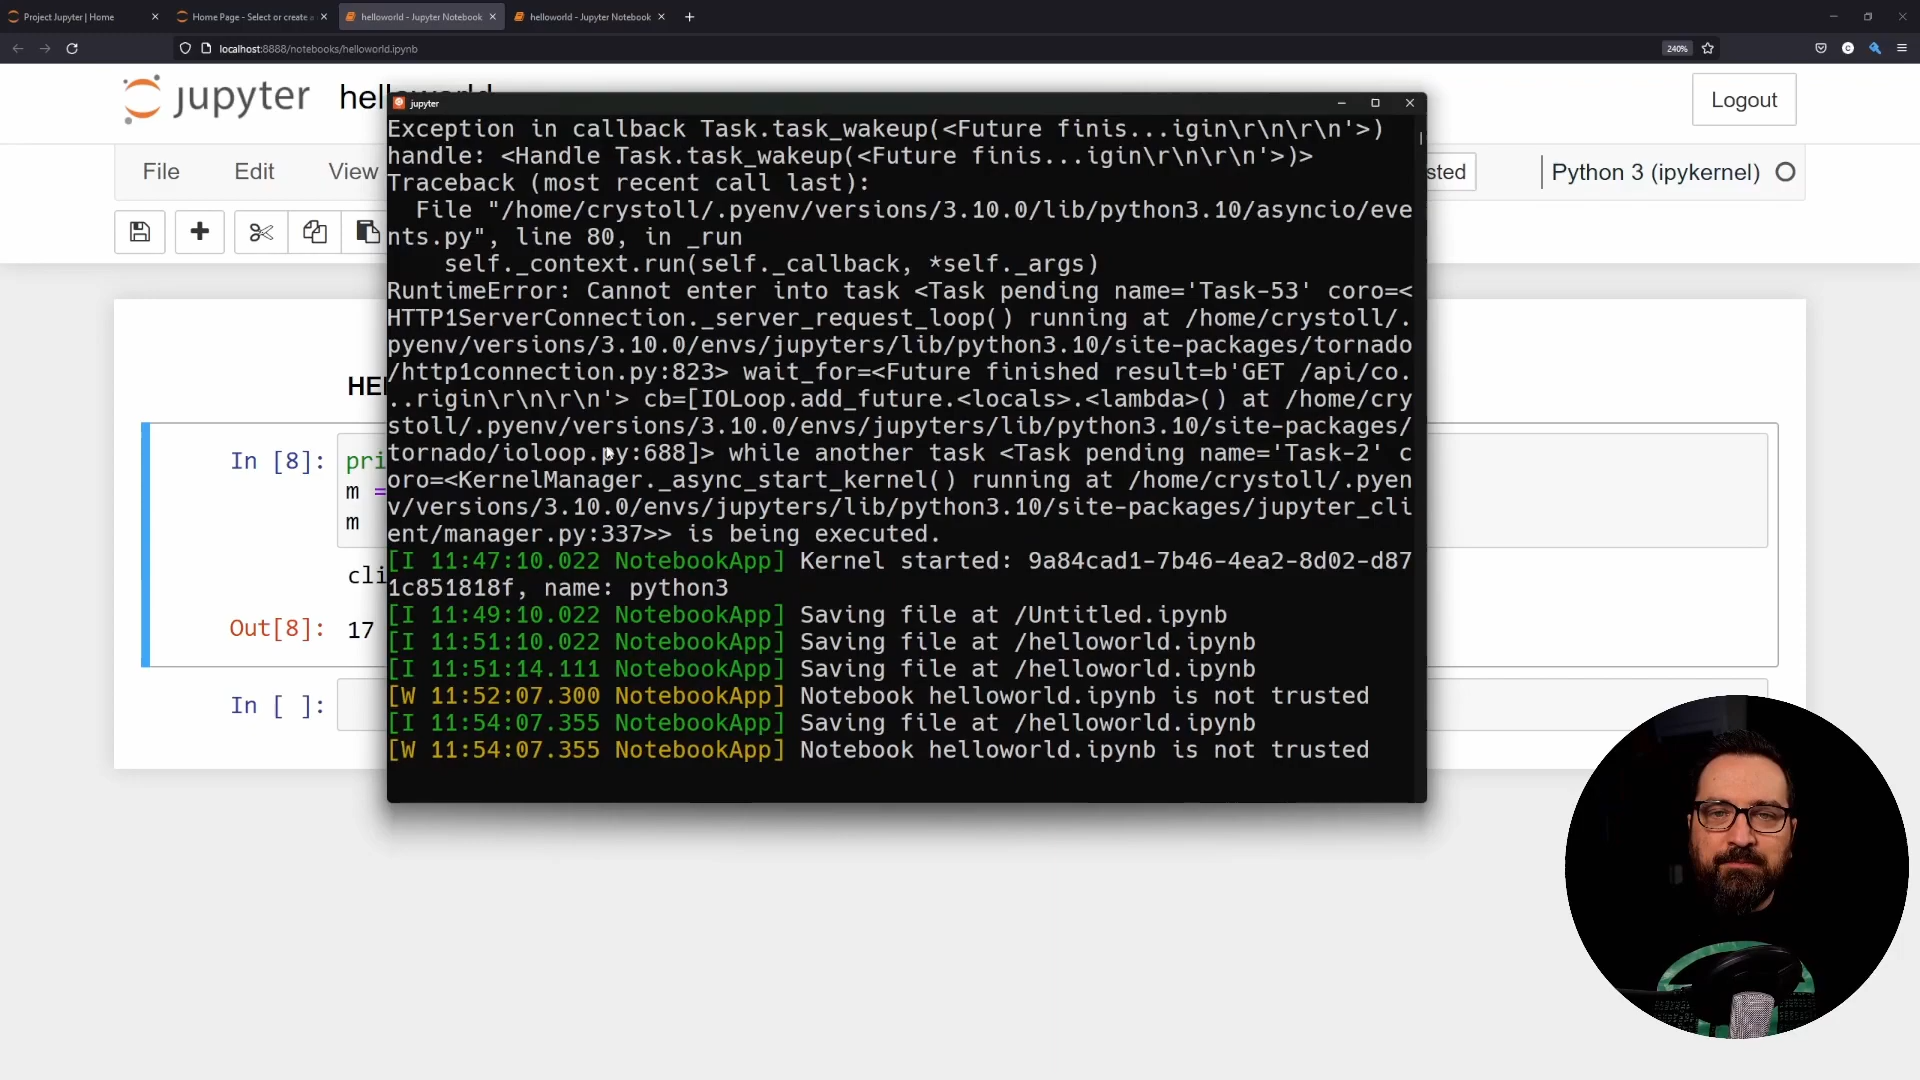 Project Jupyter | Home
Home Page - Select or create a
helloworld - Jupyter Notebook
helloworld - Jupyter Notebook
localhost:8888/notebooks/helloworld.ipynb
240%
jupyter
helloworld
Logout
File
Edit
View
sted
Python 3 (ipykernel)
HE
In [8]:
pri
m =
m
cli
Out[8]:
17
In [ ]:
jupyter
Exception in callback Task.task_wakeup(<Future finis...igin\r\n\r\n'>)
handle: <Handle Task.task_wakeup(<Future finis...igin\r\n\r\n'>)>
Traceback (most recent call last):
File "/home/crystoll/.pyenv/versions/3.10.0/lib/python3.10/asyncio/eve
nts.py", line 80, in _run
self._context.run(self._callback, *self._args)
RuntimeError: Cannot enter into task <Task pending name='Task-53' coro=<
HTTP1ServerConnection._server_request_loop() running at /home/crystoll/.
pyenv/versions/3.10.0/envs/jupyters/lib/python3.10/site-packages/tornado
/http1connection.py:823> wait_for=<Future finished result=b'GET /api/co.
..rigin\r\n\r\n'> cb=[IOLoop.add_future.<locals>.<lambda>() at /home/cry
stoll/.pyenv/versions/3.10.0/envs/jupyters/lib/python3.10/site-packages/
tornado/ioloop.py:688]> while another task <Task pending name='Task-2' c
oro=<KernelManager._async_start_kernel() running at /home/crystoll/.pyen
v/versions/3.10.0/envs/jupyters/lib/python3.10/site-packages/jupyter_cli
ent/manager.py:337>> is being executed.
[I 11:47:10.022 NotebookApp] Kernel started: 9a84cad1-7b46-4ea2-8d02-d87
1c851818f, name: python3
[I 11:49:10.022 NotebookApp] Saving file at /Untitled.ipynb
[I 11:51:10.022 NotebookApp] Saving file at /helloworld.ipynb
[I 11:51:14.111 NotebookApp] Saving file at /helloworld.ipynb
[W 11:52:07.300 NotebookApp] Notebook helloworld.ipynb is not trusted
[I 11:54:07.355 NotebookApp] Saving file at /helloworld.ipynb
[W 11:54:07.355 NotebookApp] Notebook helloworld.ipynb is not trusted